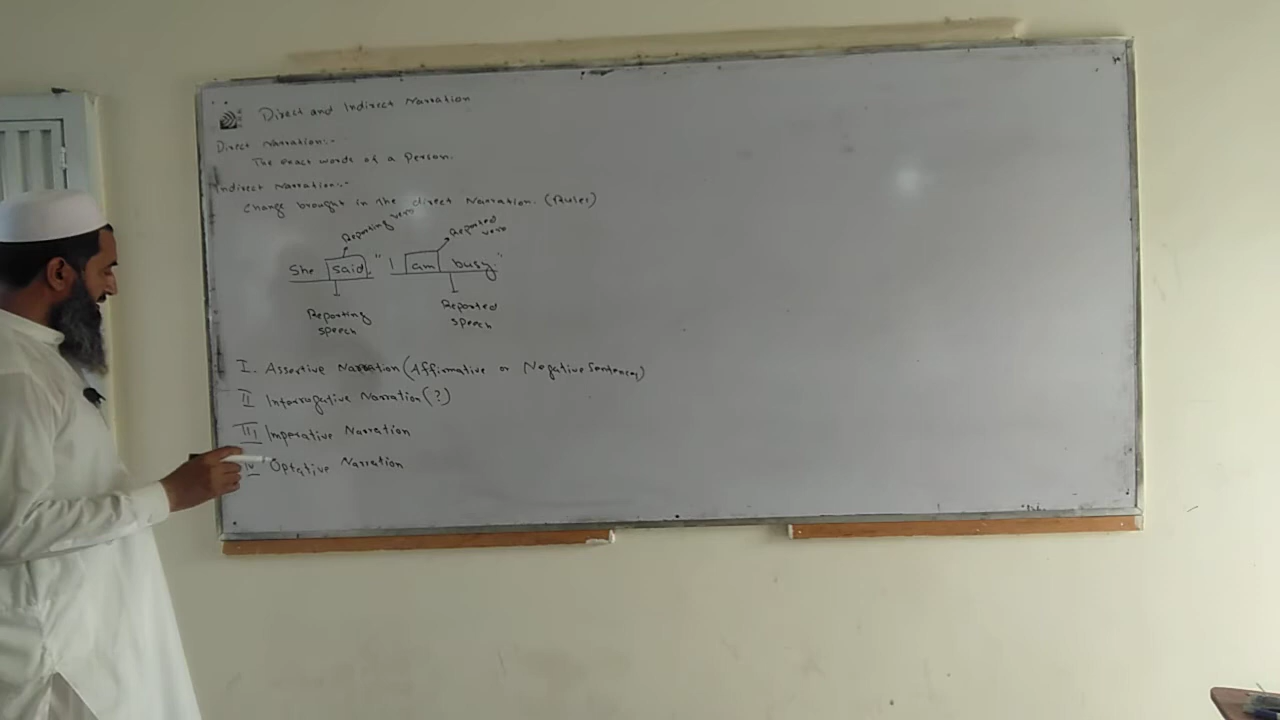 Direct and Indirect Narration
Direct Narration:-
The exact words of a Person.
Indirect Narration:-
Change brought in the direct Narration. (Rules)
Reporting verb
Reported verb
She said, "I am busy."
Reporting speech
Reported speech
I. Assertive Narration (Affirmative or Negative Sentences)
II Interrogative Narration (?)
III Imperative Narration
IV Optative Narration